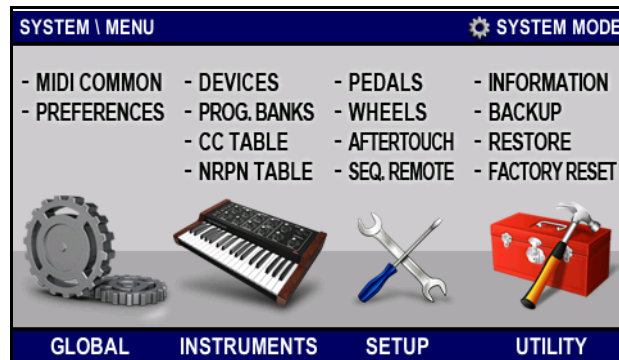 SYSTEM \ MENU
SYSTEM MODE
- MIDI COMMON
- PREFERENCES
- DEVICES
- PROG. BANKS
- CC TABLE
- NRPN TABLE
- PEDALS
- WHEELS
- AFTERTOUCH
- SEQ. REMOTE
- INFORMATION
- BACKUP
- RESTORE
- FACTORY RESET
GLOBAL
INSTRUMENTS
SETUP
UTILITY